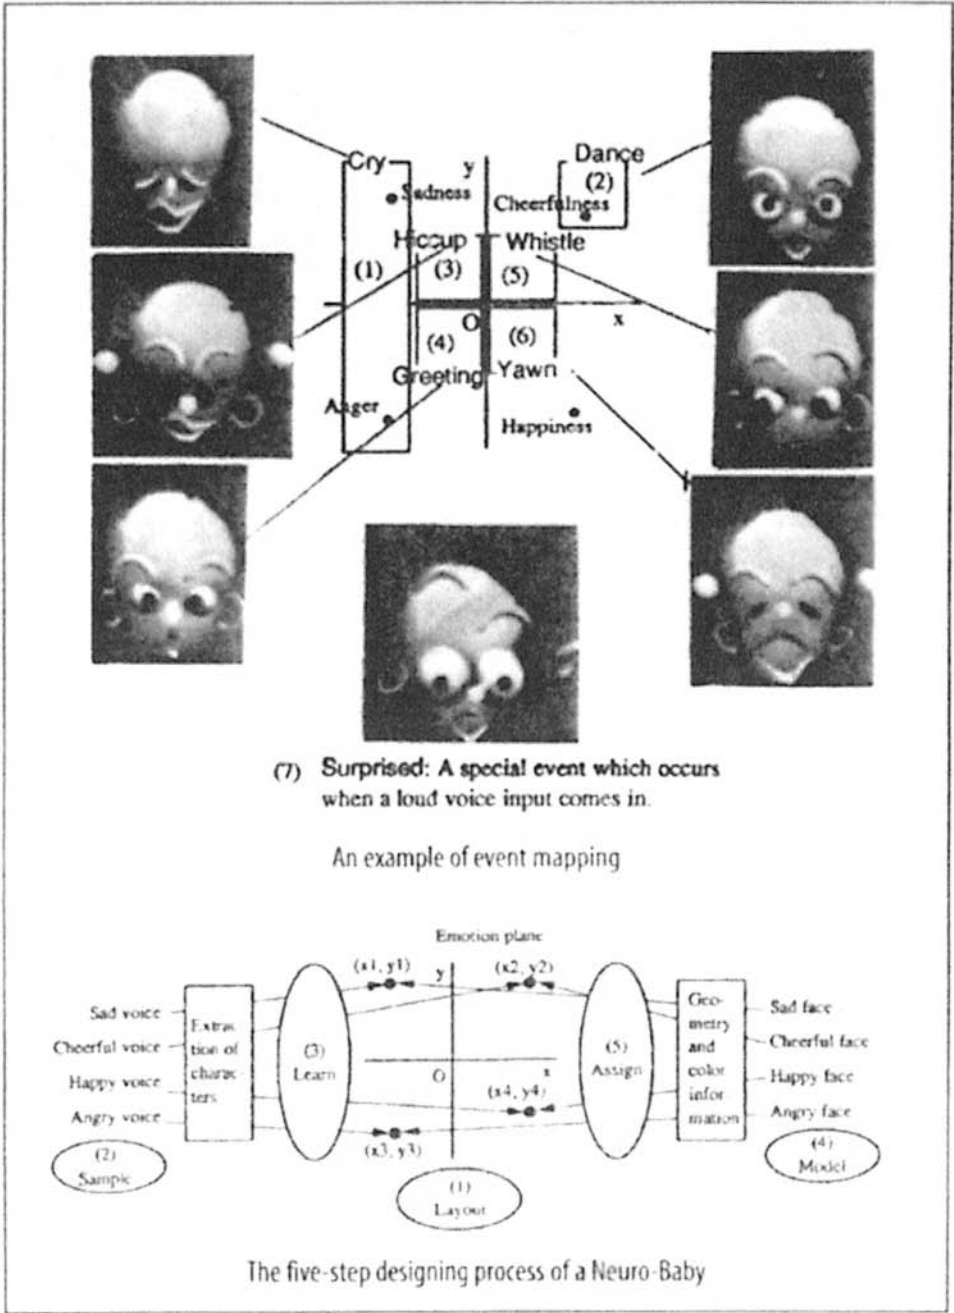 Cry
y
Dance
(2)
Sadness
Cheerfulness
Hiccup
Whistle
(1)
(3)
(5)
O
x
(4)
(6)
Greeting
Yawn
Anger
Happiness
(7) Surprised: A special event which occurs
when a loud voice input comes in.
An example of event mapping
Emotion plane
(x1, y1)
y
(x2, y2)
Sad voice
Cheerful voice
Happy voice
Angry voice
Extrac
tion of
charac-
ters
(3)
Learn
O
x
(x4, y4)
(x3, y3)
(5)
Assign
Geo-
metry
and
color
infor
mation
Sad face
Cheerful face
Happy face
Angry face
(2)
Sample
(4)
Model
(1)
Layout
The five-step designing process of a Neuro-Baby